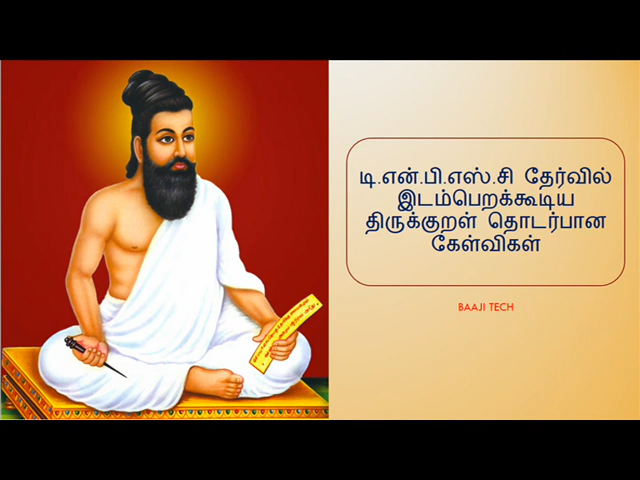 டி.என்.பி.எஸ்.சி தேர்வில்
இடம்பெறக்கூடிய
திருக்குறள் தொடர்பான
கேள்விகள்
BAAJI TECH